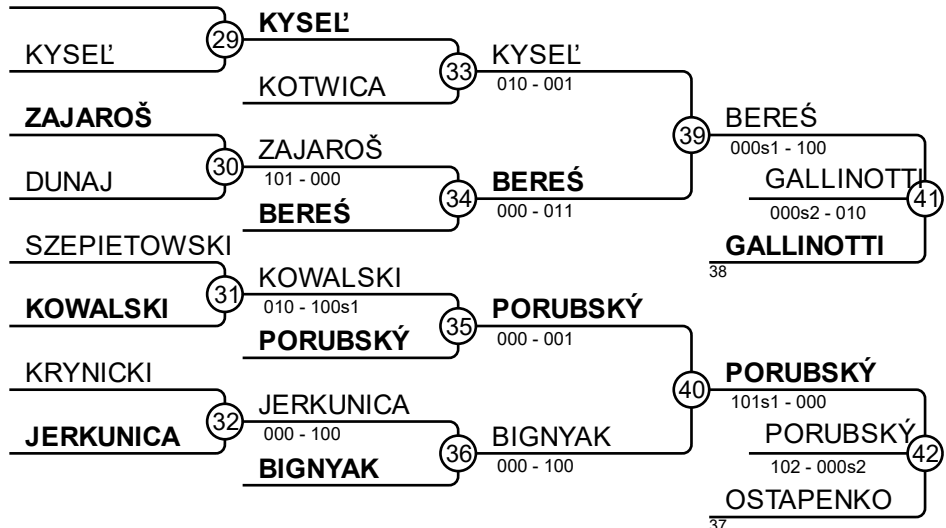 KYSEĽ
29
KYSEĽ
KOTWICA
33
KYSEĽ
010 - 001
ZAJAROŠ
30
DUNAJ
ZAJAROŠ
101 - 000
BEREŚ
34
BEREŚ
000 - 011
39
BEREŚ
000s1 - 100
GALLINOTTI
000s2 - 010
41
GALLINOTTI
38
SZEPIETOWSKI
31
KOWALSKI
KOWALSKI
010 - 100s1
PORUBSKÝ
35
PORUBSKÝ
000 - 001
KRYNICKI
32
JERKUNICA
JERKUNICA
000 - 100
BIGNYAK
36
BIGNYAK
000 - 100
40
PORUBSKÝ
101s1 - 000
PORUBSKÝ
102 - 000s2
42
OSTAPENKO
37